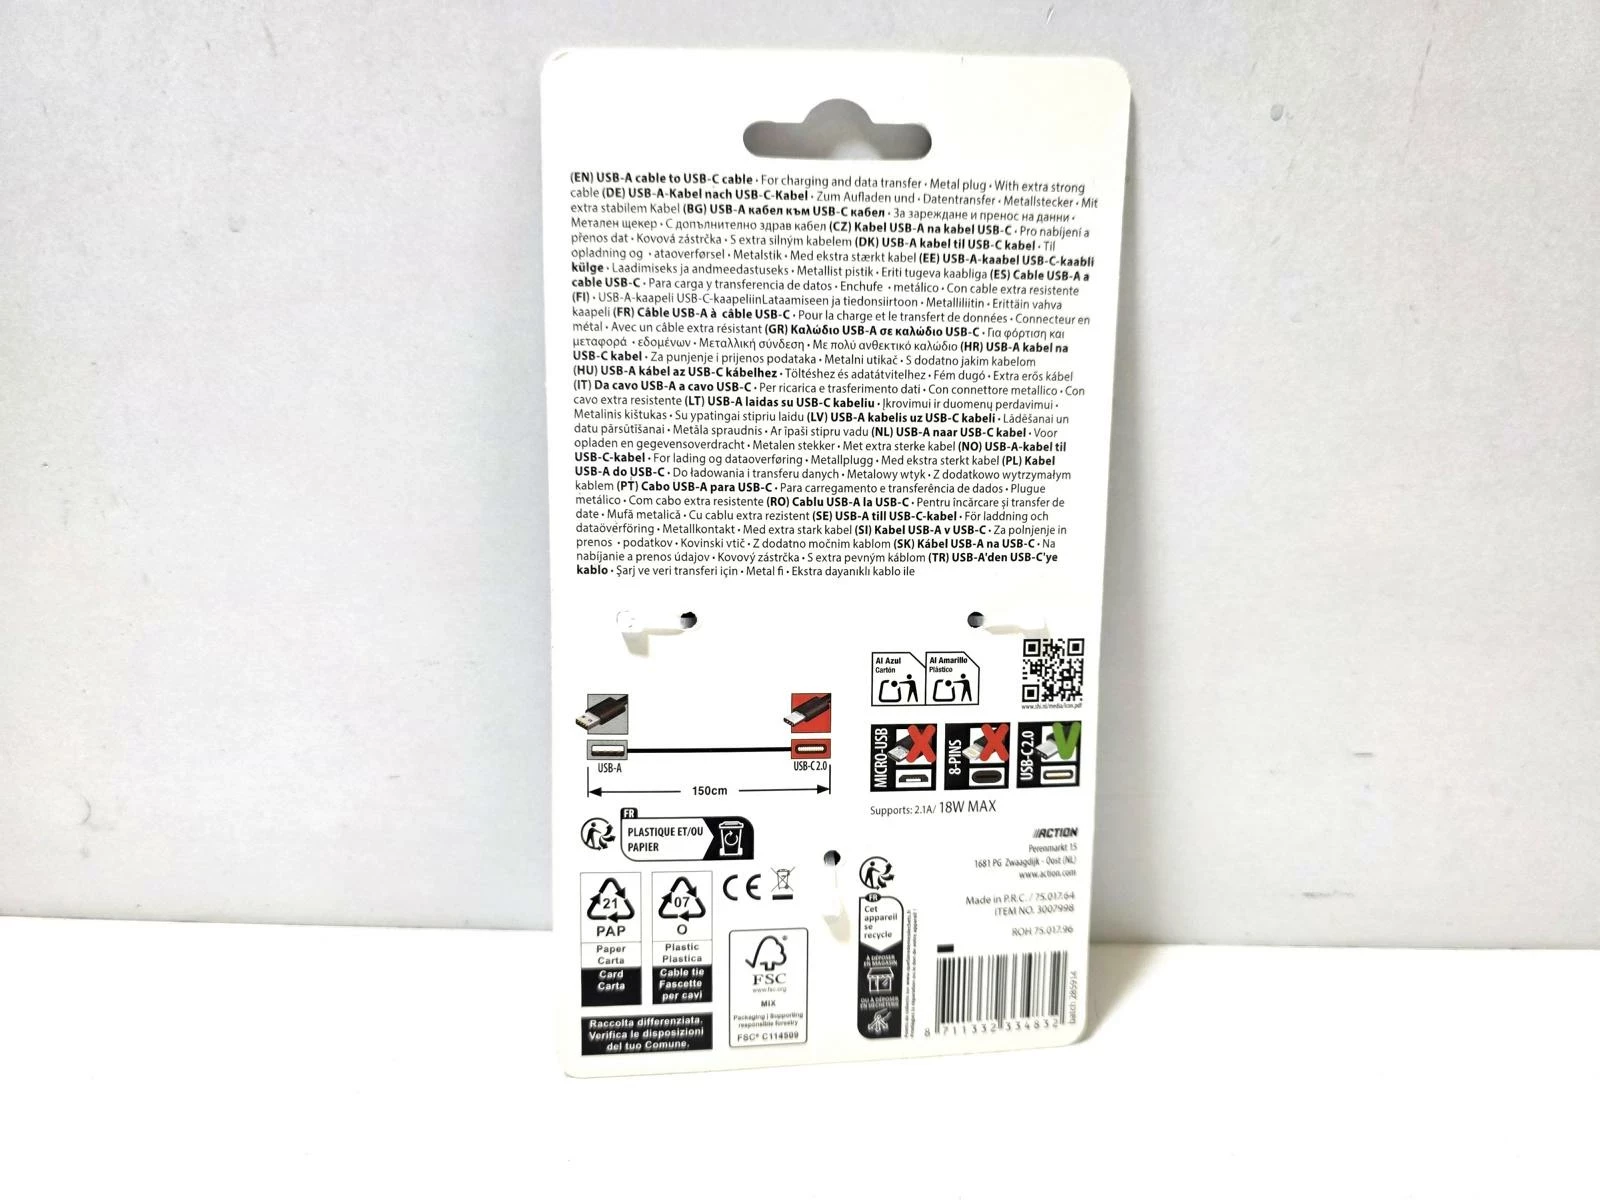 (EN) USB-A cable to USB-C cable • For charging and data transfer • Metal plug • With extra strong
cable (DE) USB-A-Kabel nach USB-C-Kabel • Zum Aufladen und • Datentransfer • Metallstecker • Mit
extra stabilem Kabel (BG) USB-A кабел към USB-C кабел • За зареждане и пренос на данни •
Метален щекер • С допълнително здрав кабел (CZ) Kabel USB-A na kabel USB-C • Pro nabíjení a
přenos dat • Kovová zástrčka • S extra silným kabelem (DK) USB-A kabel til USB-C kabel • Til
opladning og • ataoverførsel • Metalstik • Med ekstra stærkt kabel (EE) USB-A-kaabel USB-C-kaabli
külge • Laadimiseks ja andmeedastuseks • Metallist pistik • Eriti tugeva kaabliga (ES) Cable USB-A a
cable USB-C • Para carga y transferencia de datos • Enchufe • metálico • Con cable extra resistente
(FI) • USB-A-kaapeli USB-C-kaapeliinLataamiseen ja tiedonsiirtoon • Metalliliitin • Erittäin vahva
kaapeli (FR) Câble USB-A à câble USB-C • Pour la charge et le transfert de données • Connecteur en
métal • Avec un câble extra résistant (GR) Καλώδιο USB-A σε καλώδιο USB-C • Για φόρτιση και
μεταφορά • εδομένων • Μεταλλική σύνδεση • Με πολύ ανθεκτικό καλώδιο (HR) USB-A kabel na
USB-C kabel • Za punjenje i prijenos podataka • Metalni utikač • S dodatno jakim kabelom
(HU) USB-A kábel az USB-C kábelhez • Töltéshez és adatátvitelhez • Fém dugó • Extra erős kábel
(IT) Da cavo USB-A a cavo USB-C • Per ricarica e trasferimento dati • Con connettore metallico • Con
cavo extra resistente (LT) USB-A laidas su USB-C kabeliu • Įkrovimui ir duomenų perdavimui •
Metalinis kištukas • Su ypatingai stipriu laidu (LV) USB-A kabelis uz USB-C kabeli • Lādēšanai un
datu pārsūtīšanai • Metāla spraudnis • Ar īpaši stipru vadu (NL) USB-A naar USB-C kabel • Voor
opladen en gegevensoverdracht • Metalen stekker • Met extra sterke kabel (NO) USB-A-kabel til
USB-C-kabel • For lading og dataoverføring • Metallplugg • Med ekstra sterkt kabel (PL) Kabel
USB-A do USB-C • Do ładowania i transferu danych • Metalowy wtyk • Z dodatkowo wytrzymałym
kablem (PT) Cabo USB-A para USB-C • Para carregamento e transferência de dados • Plugue
metálico • Com cabo extra resistente (RO) Cablu USB-A la USB-C • Pentru încărcare și transfer de
date • Mufă metalică • Cu cablu extra rezistent (SE) USB-A till USB-C-kabel • För laddning och
dataöverföring • Metallkontakt • Med extra stark kabel (SI) Kabel USB-A v USB-C • Za polnjenje in
prenos • podatkov • Kovinski vtič • Z dodatno močnim kablom (SK) Kábel USB-A na USB-C • Na
nabíjanie a prenos údajov • Kovový zástrčka • S extra pevným káblom (TR) USB-A'den USB-C'ye
kablo • Şarj ve veri transferi için • Metal fi • Ekstra dayanıklı kablo ile
Al Azul
Cartón
Al Amarillo
Plástico
www.shi.nl/media/icon.pdf
USB-A
USB-C 2.0
150cm
MICRO-USB
8-PINS
USB-C 2.0
Supports: 2.1A/ 18W MAX
FR
PLASTIQUE ET/OU
PAPIER
21
PAP
Paper
Carta
Card
Carta
07
O
Plastic
Plastica
Cable tie
Fascette
per cavi
Raccolta differenziata.
Verifica le disposizioni
del tuo Comune.
CE
FSC
www.fsc.org
MIX
Packaging | Supporting
responsible forestry
FSC® C114509
FR
Cet
appareil
se
recycle
À DÉPOSER
EN MAGASIN
OU À DÉPOSER
EN DÉCHÈTERIE
ACTION
Perenmarkt 15
1681 PG Zwaagdijk - Oost (NL)
www.action.com
Made in P.R.C. / 75.017.64
ITEM NO. 3007998
ROH 75.017.96
8 711332 334832
batch 285914